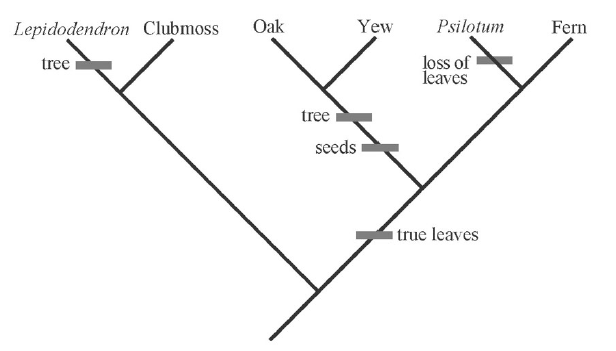 Lepidodendron Clubmoss Oak Yew Psilotum Fern
tree
loss of
leaves
tree
seeds
true leaves